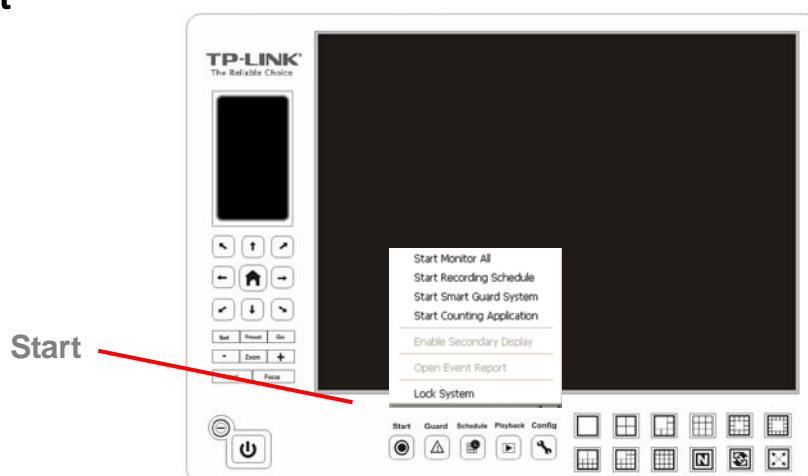 t
TP-LINK
The Reliable Choice
Start Monitor All
Start Recording Schedule
Start Smart Guard System
Start Counting Application
Enable Secondary Display
Open Event Report
Lock System
Set Preset Go
- Zoom +
Focus
Start
Start Guard Schedule Playback Config
N